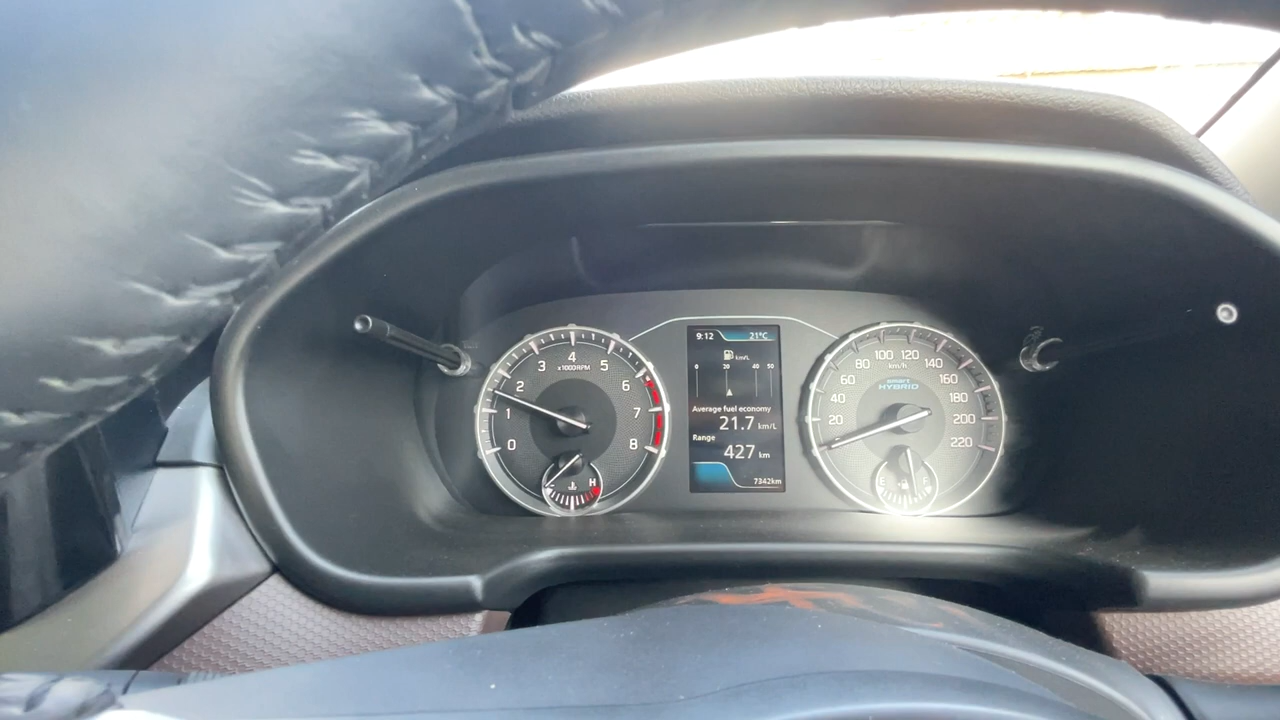 0
1
2
3
4
5
6
7
8
x1000RPM
H
9:12 21°C
km/L
0 20 40 50
Average fuel economy
21.7 km/L
Range
427 km
7342km
20
40
60
80
100
120
140
160
180
200
220
km/h
smart
HYBRID
E F